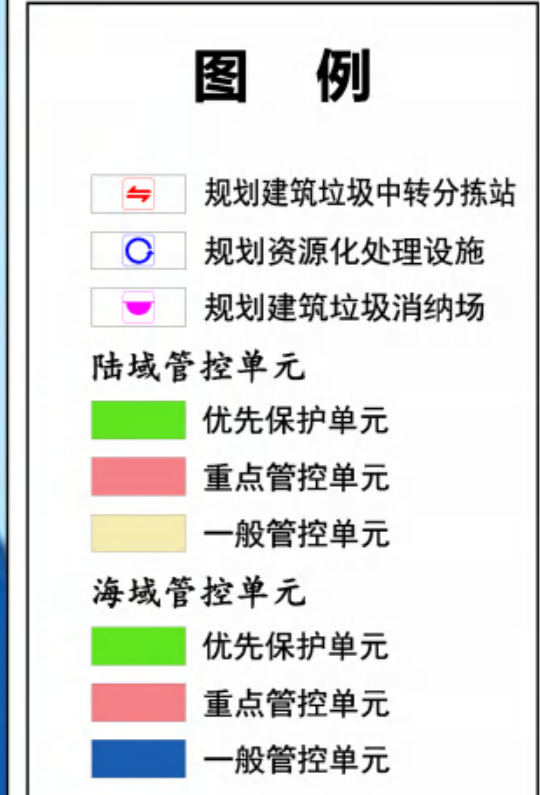 图 例
规划建筑垃圾中转分拣站
规划资源化处理设施
规划建筑垃圾消纳场
陆域管控单元
优先保护单元
重点管控单元
一般管控单元
海域管控单元
优先保护单元
重点管控单元
一般管控单元